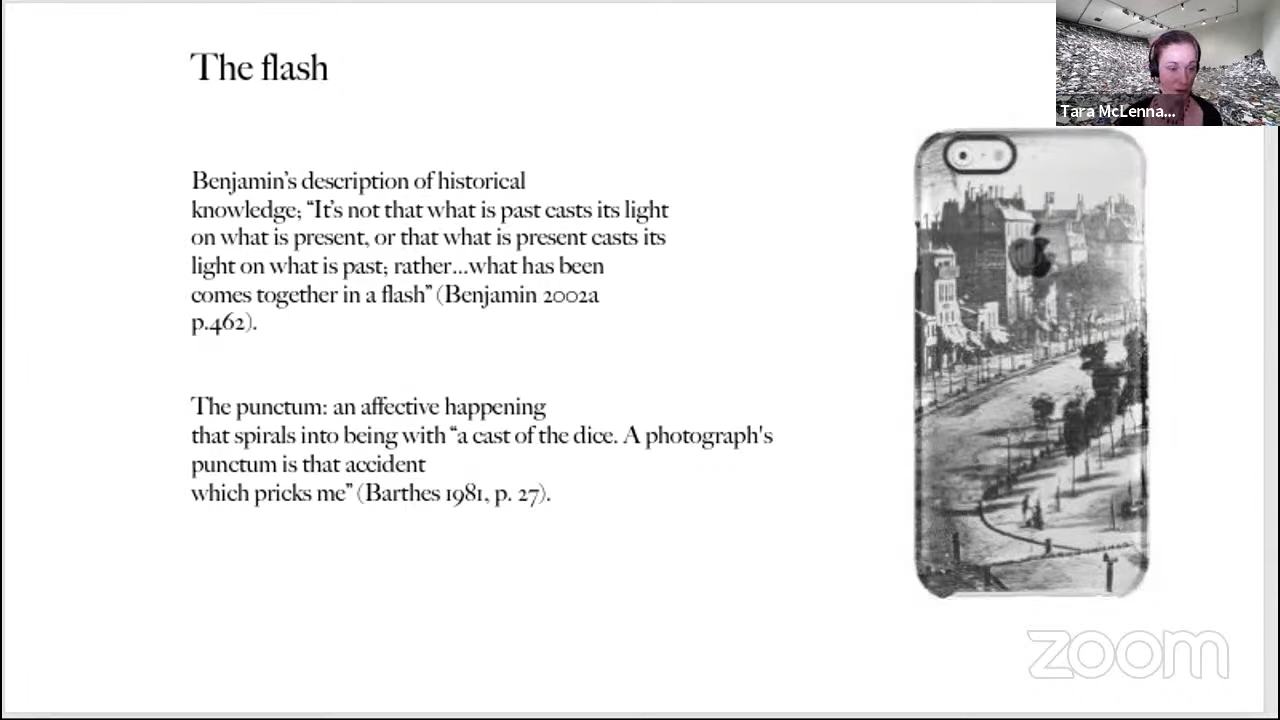 The flash
Tara McLenna...
Benjamin’s description of historical
knowledge; “It’s not that what is past casts its light
on what is present, or that what is present casts its
light on what is past; rather...what has been
comes together in a flash” (Benjamin 2002a
p.462).
The punctum: an affective happening
that spirals into being with “a cast of the dice. A photograph's
punctum is that accident
which pricks me” (Barthes 1981, p. 27).
zoom